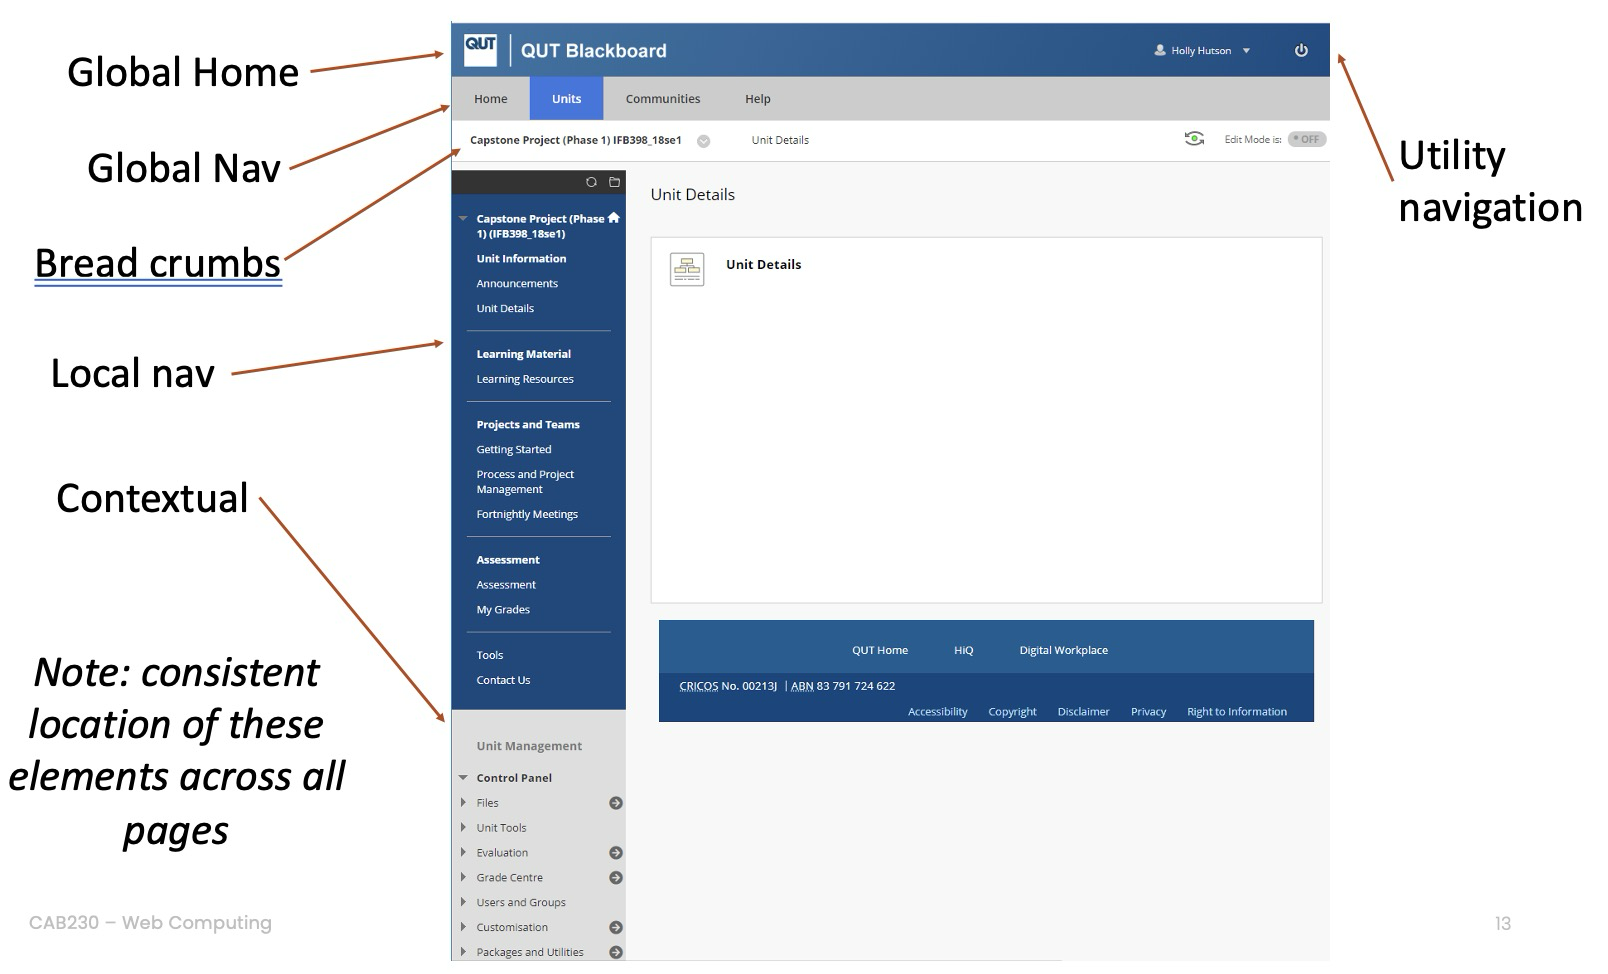 Global Home
Global Nav
Bread crumbs
Local nav
Contextual
Note: consistent
location of these
elements across all
pages
Utility
navigation
QUT
QUT Blackboard
Holly Hutson
Home Units Communities Help
Capstone Project (Phase 1) IFB398_18se1 Unit Details
Edit Mode is: OFF
Capstone Project (Phase
1) (IFB398_18se1)
Unit Information
Announcements
Unit Details
Learning Material
Learning Resources
Projects and Teams
Getting Started
Process and Project
Management
Fortnightly Meetings
Assessment
Assessment
My Grades
Tools
Contact Us
Unit Management
Control Panel
Files
Unit Tools
Evaluation
Grade Centre
Users and Groups
Customisation
Packages and Utilities
Unit Details
Unit Details
QUT Home HiQ Digital Workplace
CRICOS No. 00213J | ABN 83 791 724 622
Accessibility Copyright Disclaimer Privacy Right to Information
CAB230 – Web Computing
13